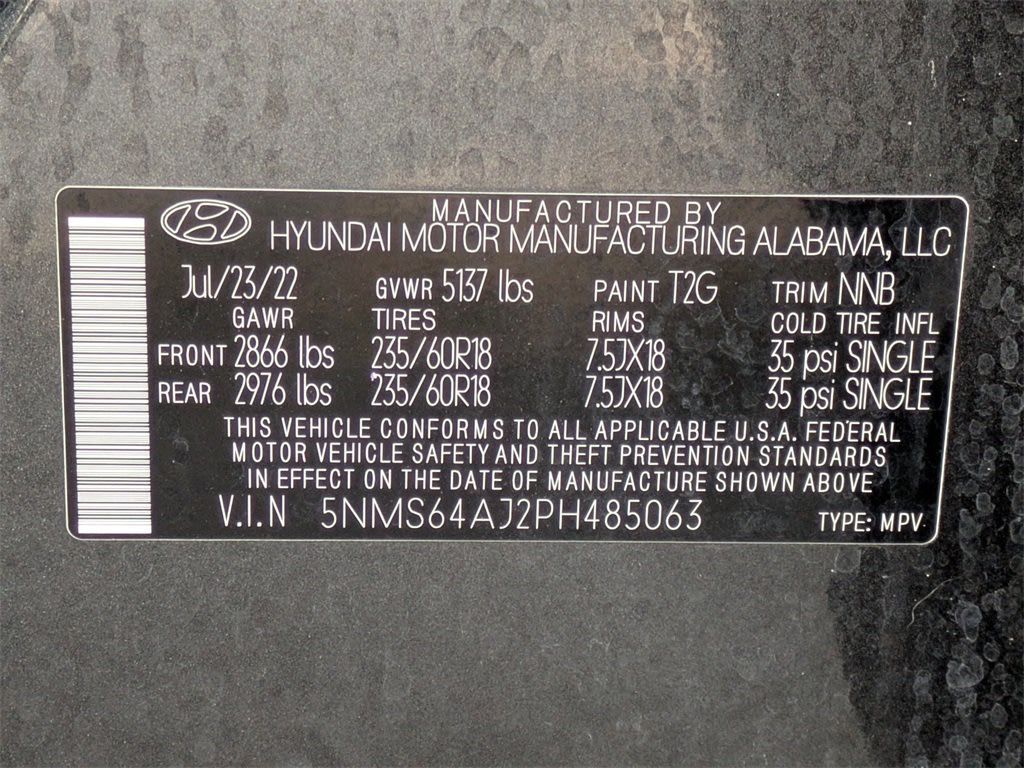 MANUFACTURED BY
HYUNDAI MOTOR MANUFACTURING ALABAMA, LLC
Jul/23/22 GVWR 5137 lbs PAINT T2G TRIM NNB
GAWR TIRES RIMS COLD TIRE INFL
FRONT 2866 lbs 235/60R18 7.5JX18 35 psi SINGLE
REAR 2976 lbs 235/60R18 7.5JX18 35 psi SINGLE
THIS VEHICLE CONFORMS TO ALL APPLICABLE U.S.A. FEDERAL
MOTOR VEHICLE SAFETY AND THEFT PREVENTION STANDARDS
IN EFFECT ON THE DATE OF MANUFACTURE SHOWN ABOVE
V.I.N 5NMS64AJ2PH485063 TYPE: MPV